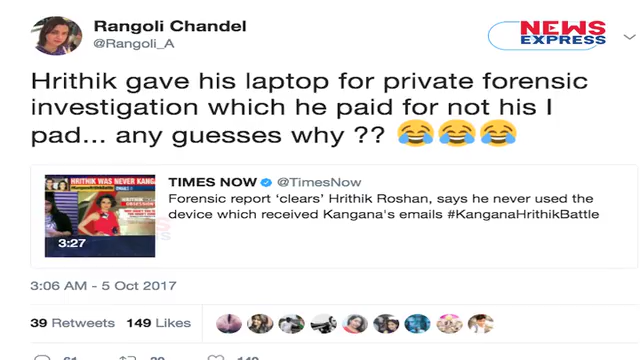 Rangoli Chandel
@Rangoli_A
NEWS
EXPRESS
Hrithik gave his laptop for private forensic
investigation which he paid for not his I
pad... any guesses why ?? 😂😂😂
HRITHIK WAS NEVER KANG
TIMES NOW @TimesNow
Forensic report ‘clears’ Hrithik Roshan, says he never used the
device which received Kangana's emails #KanganaHrithikBattle
3:27
3:06 AM - 5 Oct 2017
39 Retweets 149 Likes
61 39 149